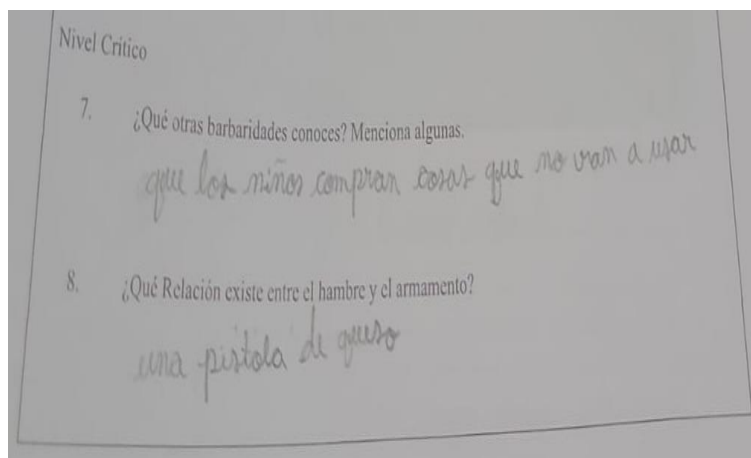 Nivel Crítico
7. ¿Qué otras barbaridades conoces? Menciona algunas.
que los niños compran cosas que no van a usar
8. ¿Qué Relación existe entre el hambre y el armamento?
una pistola de queso